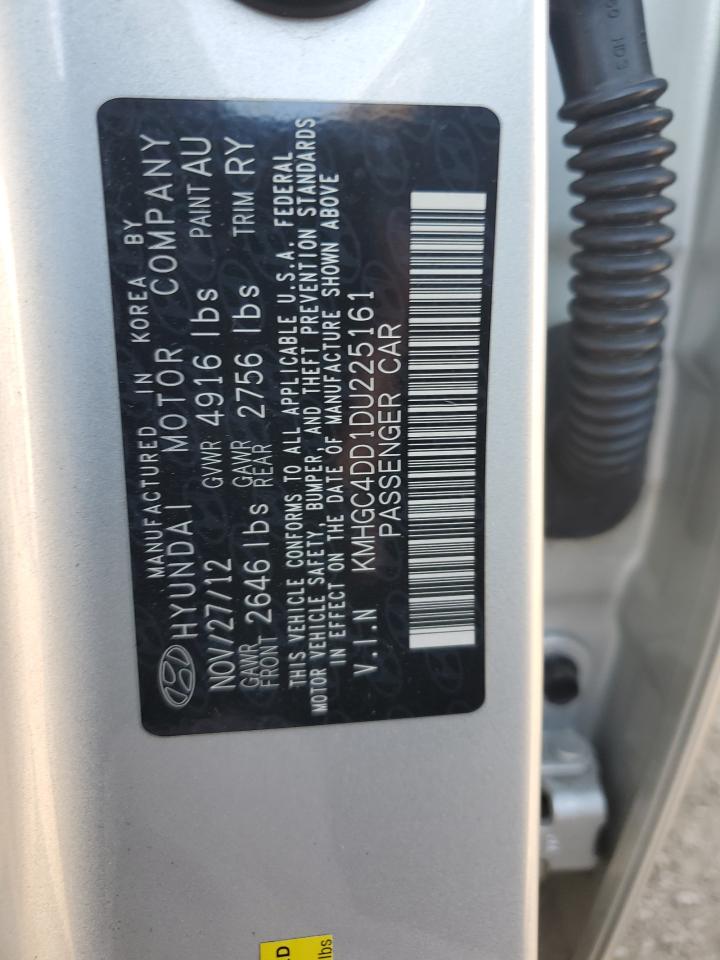 MANUFACTURED IN KOREA BY
HYUNDAI MOTOR COMPANY
NOV/27/12 GVWR 4916 lbs PAINT AU
GAWR FRONT 2646 lbs GAWR REAR 2756 lbs TRIM RY
THIS VEHICLE CONFORMS TO ALL APPLICABLE U.S.A. FEDERAL
MOTOR VEHICLE SAFETY, BUMPER, AND THEFT PREVENTION STANDARDS
IN EFFECT ON THE DATE OF MANUFACTURE SHOWN ABOVE
V.I.N KMHGC4DD1DU225161
PASSENGER CAR
lbs